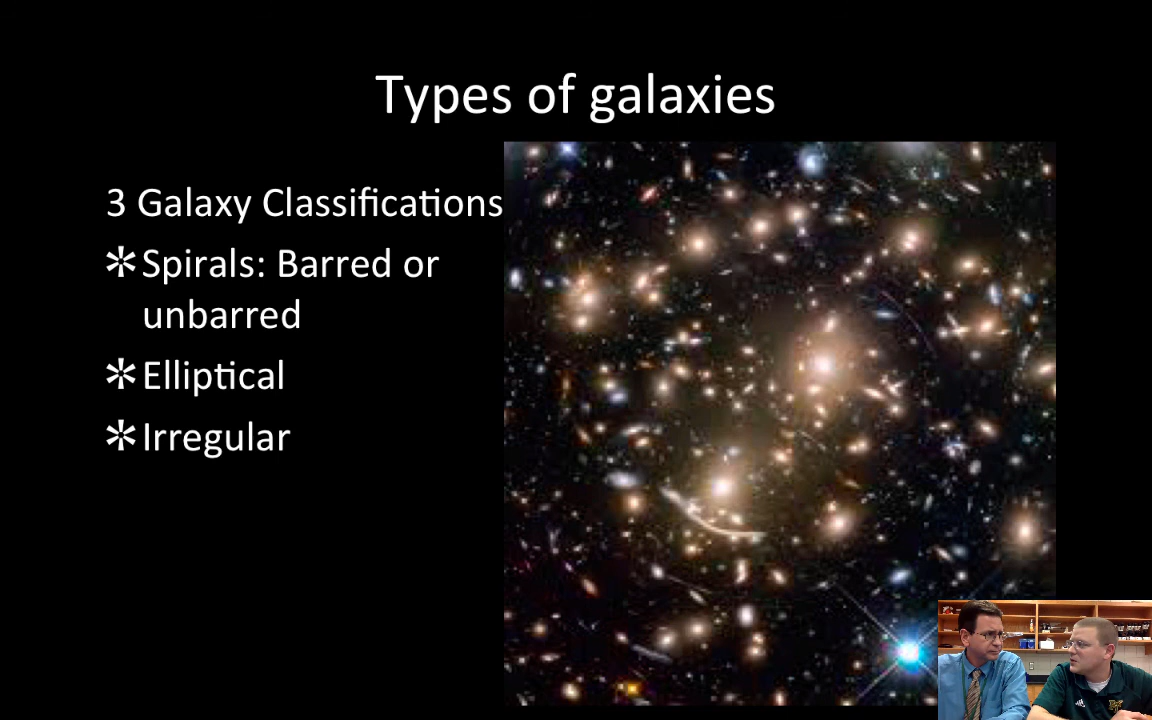 Types of galaxies
3 Galaxy Classifications
✲Spirals: Barred or
unbarred
✲Elliptical
✲Irregular